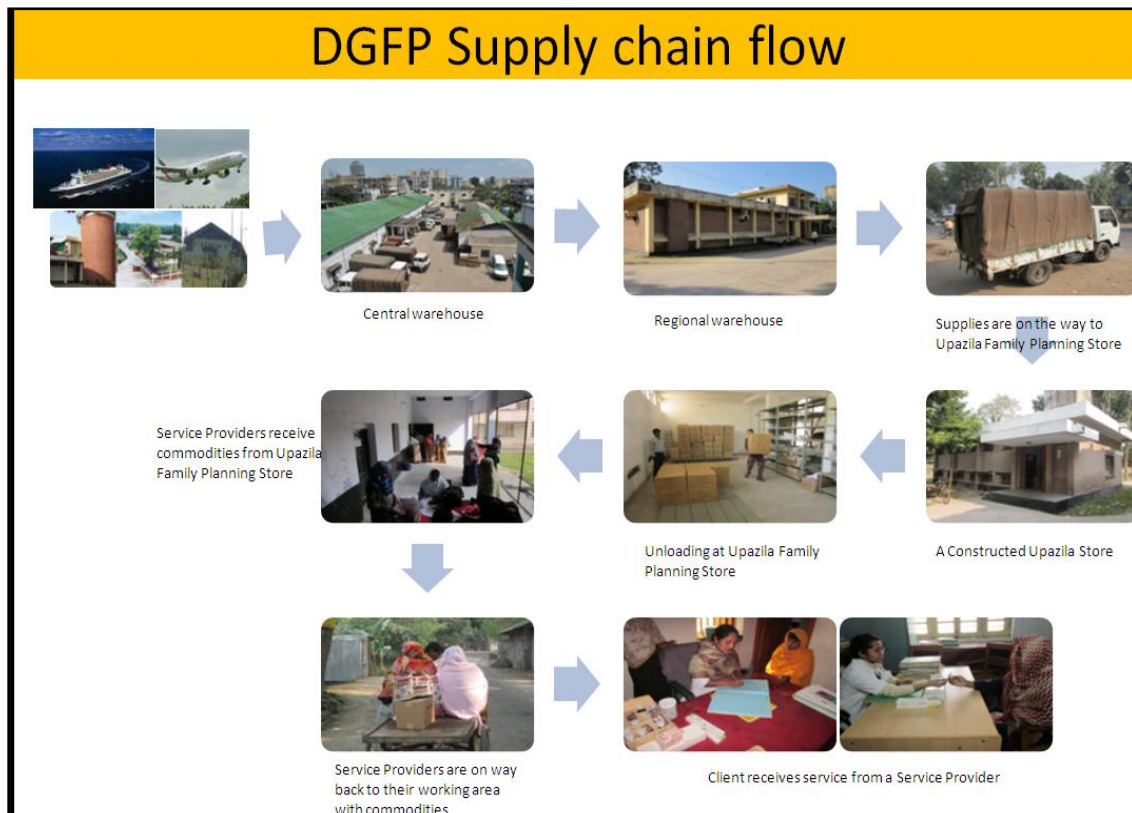 DGFP Supply chain flow
Central warehouse
Regional warehouse
Supplies are on the way to
Upazila Family Planning Store
Service Providers receive
commodities from Upazila
Family Planning Store
Unloading at Upazila Family
Planning Store
A Constructed Upazila Store
Service Providers are on way
back to their working area
with commodities
Client receives service from a Service Provider